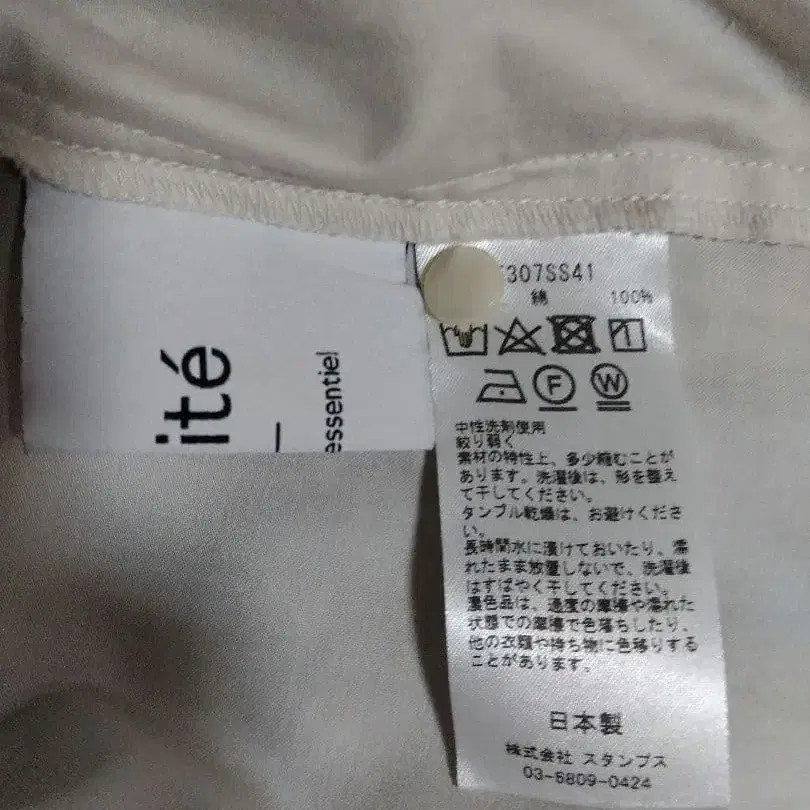 ité
essentiel
307SS41
綿 100%
F
W
中性洗剤使用
絞り弱く
素材の特性上、多少縮むことが
あります。洗濯後は、形を整え
て干してください。
タンブル乾燥は、お避けくださ
い。
長時間水に漬けておいたり、濡
れたまま放置しないで、洗濯後
はすばやく干してください。
濃色品は、過度の摩擦や濡れた
状態での摩擦で色落ちしたり、
他の衣類や持ち物に色移りする
ことがあります。
日本製
株式会社 スタンプス
03-6809-0424